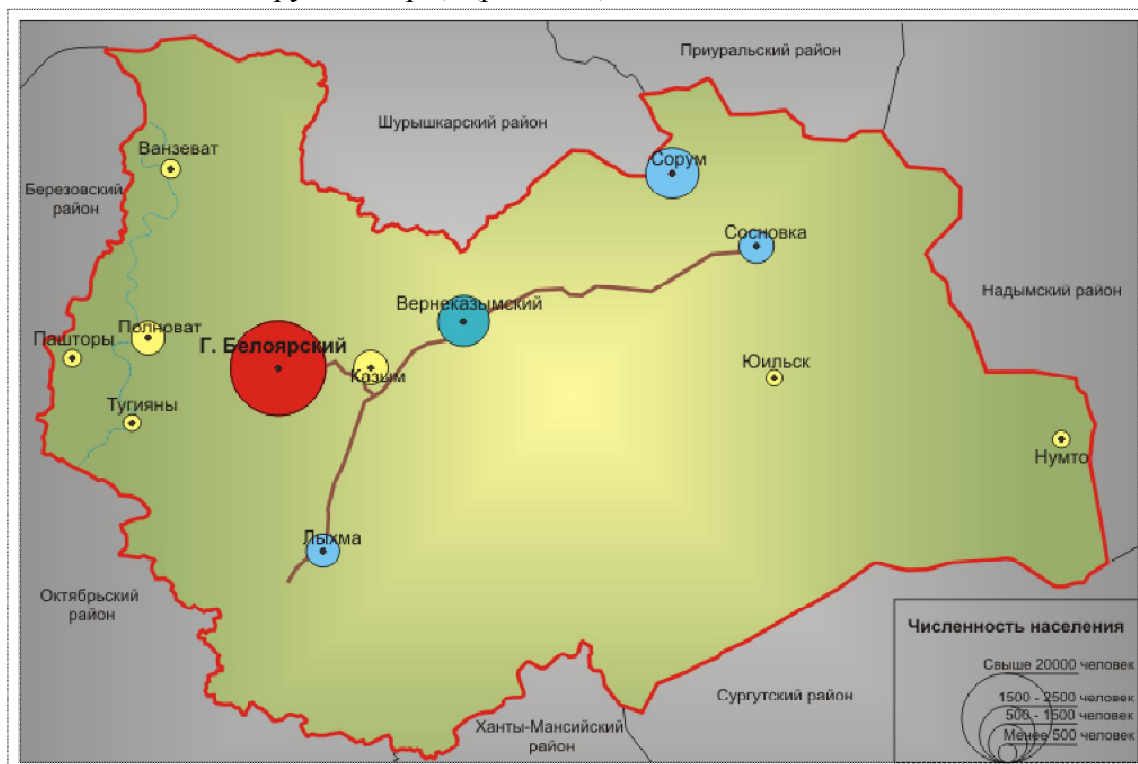 Приуральский район
Шурышкарский район
Ванзеват
Сорум
Березовский
район
Сосновка
Надымский район
Вернеказымский
Полноват
Пашторы
Г. Белоярский
Казым
Юильск
Тугияны
Нумто
Лыхма
Октябрьский
район
Численность населения
Свыше 20000 человек
1500 - 2500 человек
500 - 1500 человек
Менее 500 человек
Сургутский район
Ханты-Мансийский
район